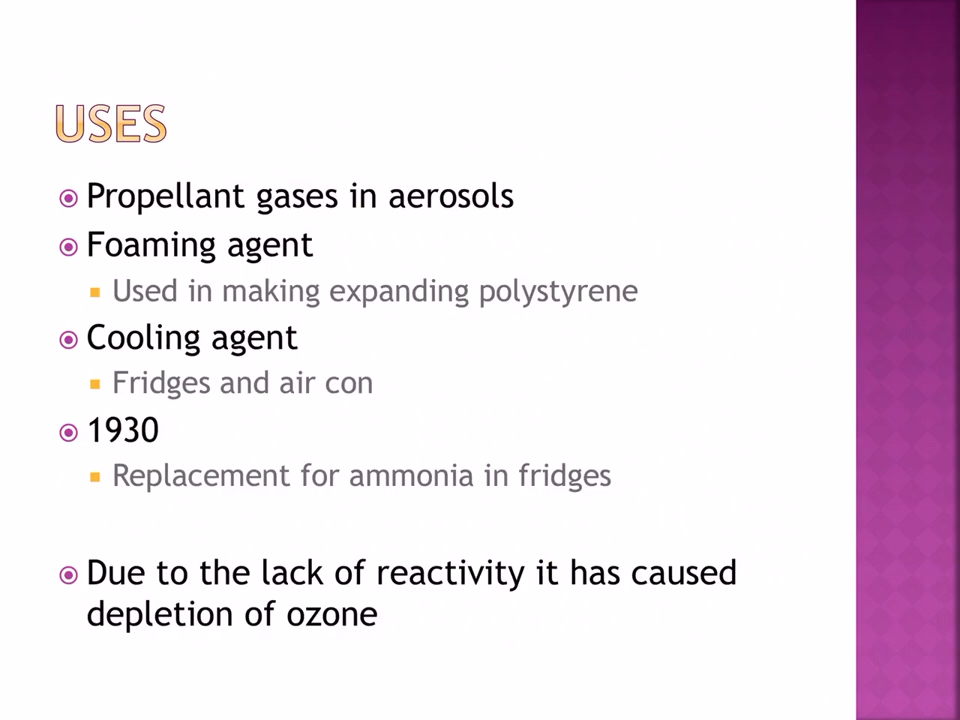 USES
Propellant gases in aerosols
Foaming agent
Used in making expanding polystyrene
Cooling agent
Fridges and air con
1930
Replacement for ammonia in fridges
Due to the lack of reactivity it has caused
depletion of ozone